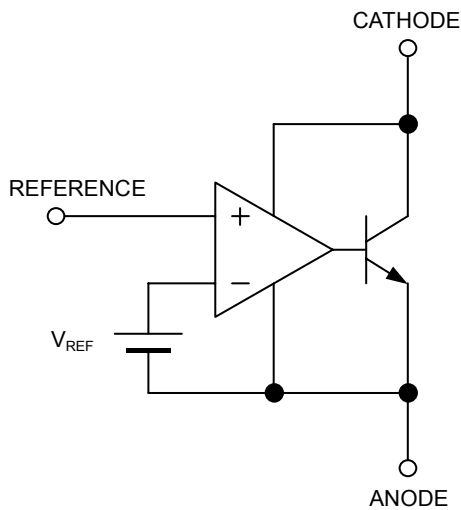 CATHODE
REFERENCE
+
−
VREF
ANODE